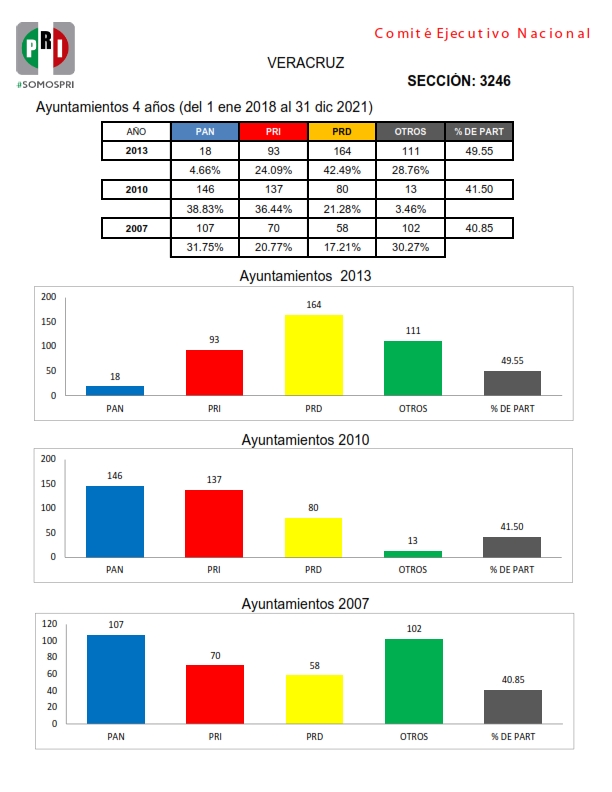 Comité Ejecutivo Nacional
PRI
#SOMOSPRI
VERACRUZ
SECCIÓN: 3246
Ayuntamientos 4 años (del 1 ene 2018 al 31 dic 2021)
AÑO PAN PRI PRD OTROS % DE PART
2013 18 93 164 111 49.55
4.66% 24.09% 42.49% 28.76%
2010 146 137 80 13 41.50
38.83% 36.44% 21.28% 3.46%
2007 107 70 58 102 40.85
31.75% 20.77% 17.21% 30.27%
Ayuntamientos 2013
200
150
100
50
0
18 93 164 111 49.55
PAN PRI PRD OTROS % DE PART
Ayuntamientos 2010
200
150
100
50
0
146 137 80 13 41.50
PAN PRI PRD OTROS % DE PART
Ayuntamientos 2007
120
100
80
60
40
20
0
107 70 58 102 40.85
PAN PRI PRD OTROS % DE PART